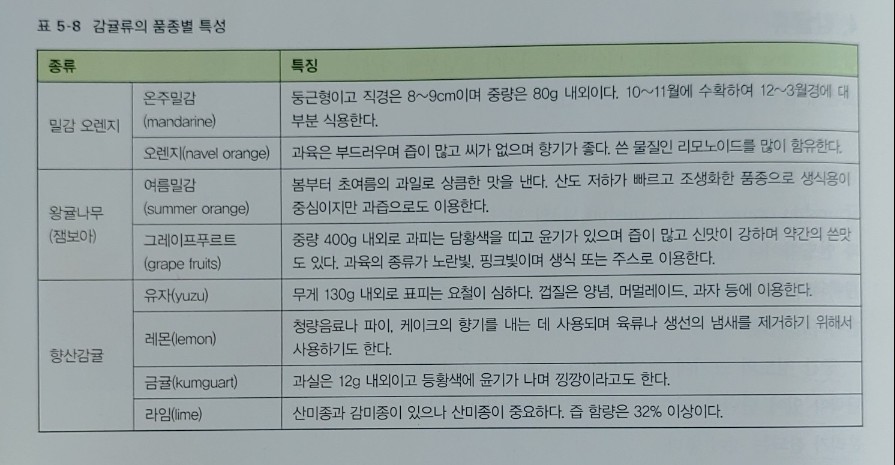 표 5-8 감귤류의 품종별 특성
종류
특징
밀감 오렌지
온주밀감
(mandarine)
둥근형이고 직경은 8~9cm이며 중량은 80g 내외이다. 10~11월에 수확하여 12~3월경에 대
부분 식용한다.
오렌지(navel orange)
과육은 부드러우며 즙이 많고 씨가 없으며 향기가 좋다. 쓴 물질인 리모노이드를 많이 함유한다.
왕귤나무
(잼보아)
여름밀감
(summer orange)
봄부터 초여름의 과일로 상큼한 맛을 낸다. 산도 저하가 빠르고 조생화한 품종으로 생식용이
중심이지만 과즙으로도 이용한다.
그레이프푸르트
(grape fruits)
중량 400g 내외로 과피는 담황색을 띠고 윤기가 있으며 즙이 많고 신맛이 강하며 약간의 쓴맛
도 있다. 과육의 종류가 노란빛, 핑크빛이며 생식 또는 주스로 이용한다.
향산감귤
유자(yuzu)
무게 130g 내외로 표피는 요철이 심하다. 껍질은 양념, 머멀레이드, 과자 등에 이용한다.
레몬(lemon)
청량음료나 파이, 케이크의 향기를 내는 데 사용되며 육류나 생선의 냄새를 제거하기 위해서
사용하기도 한다.
금귤(kumguart)
과실은 12g 내외이고 등황색에 윤기가 나며 낑깡이라고도 한다.
라임(lime)
산미종과 감미종이 있으나 산미종이 중요하다. 즙 함량은 32% 이상이다.